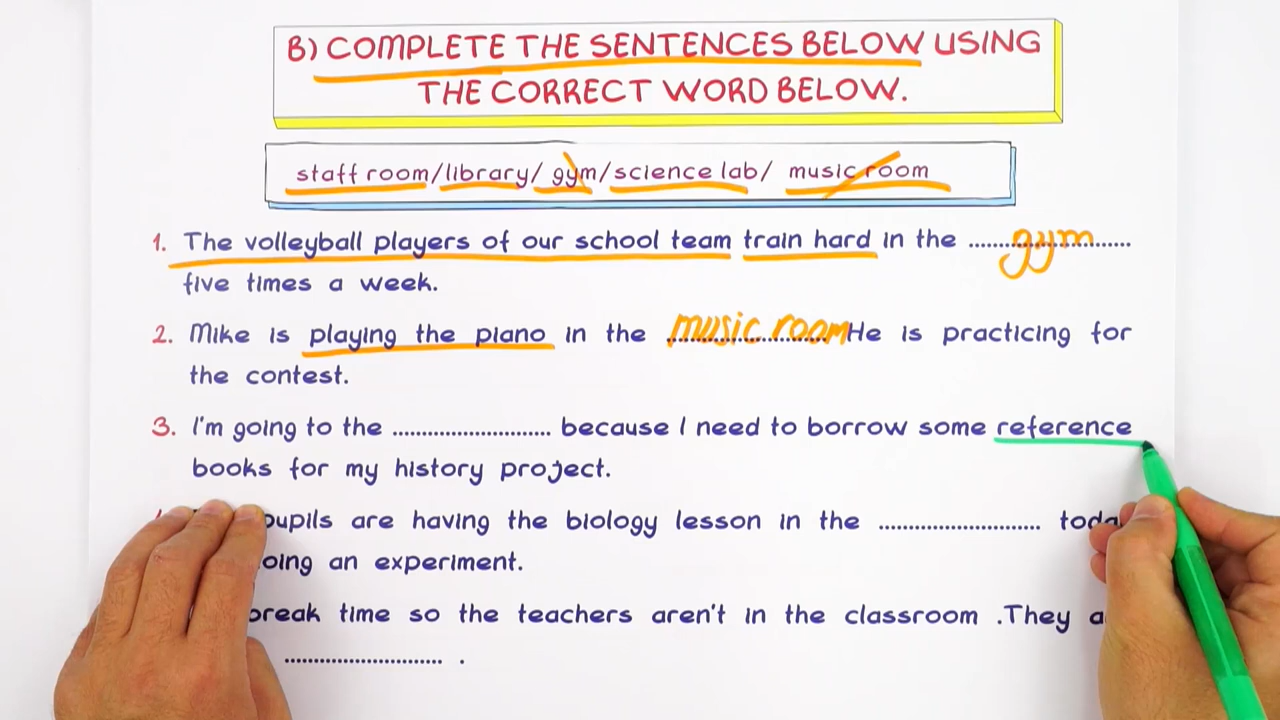 B) COMPLETE THE SENTENCES BELOW USING
THE CORRECT WORD BELOW.
staff room/library/ gym/science lab/ music room
1. The volleyball players of our school team train hard in the .......gym.......
five times a week.
2. Mike is playing the piano in the music room He is practicing for
the contest.
3. I'm going to the ........................... because I need to borrow some reference
books for my history project.
pupils are having the biology lesson in the ...........................
an experiment.
break time so the teachers aren't in the classroom .They
........................... .